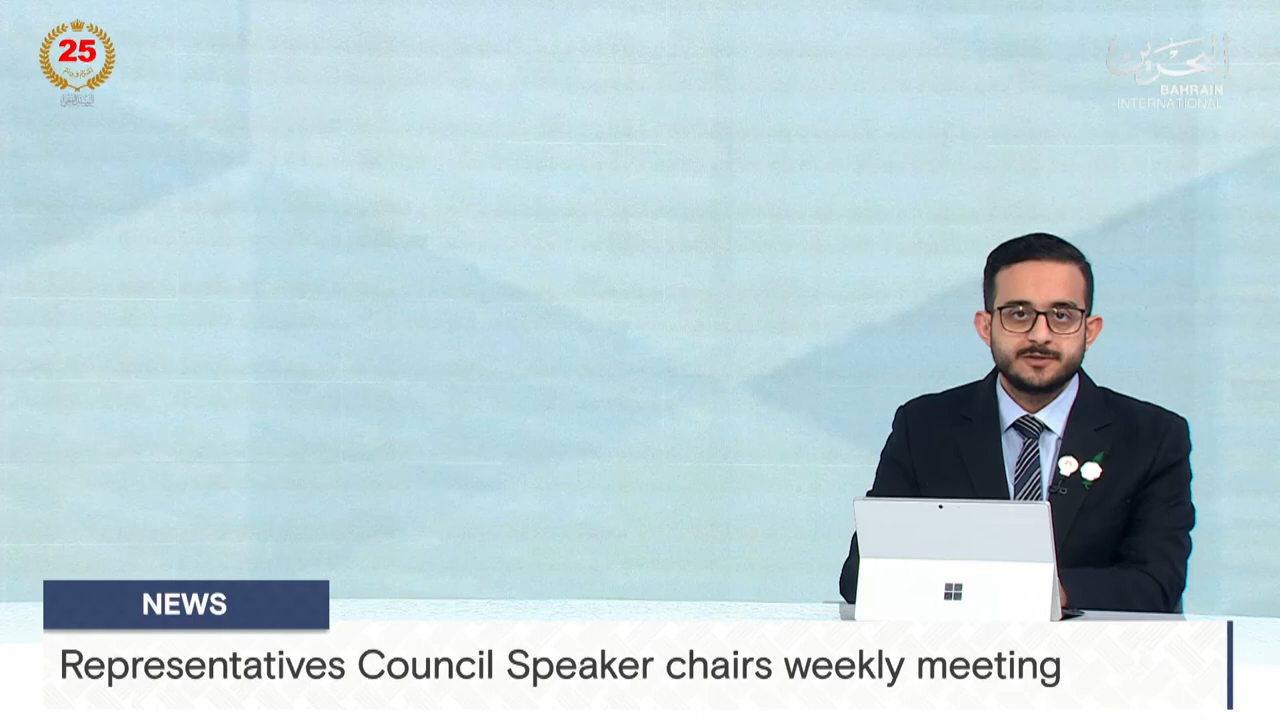 25
البحرين
BAHRAIN
INTERNATIONAL
NEWS
Representatives Council Speaker chairs weekly meeting